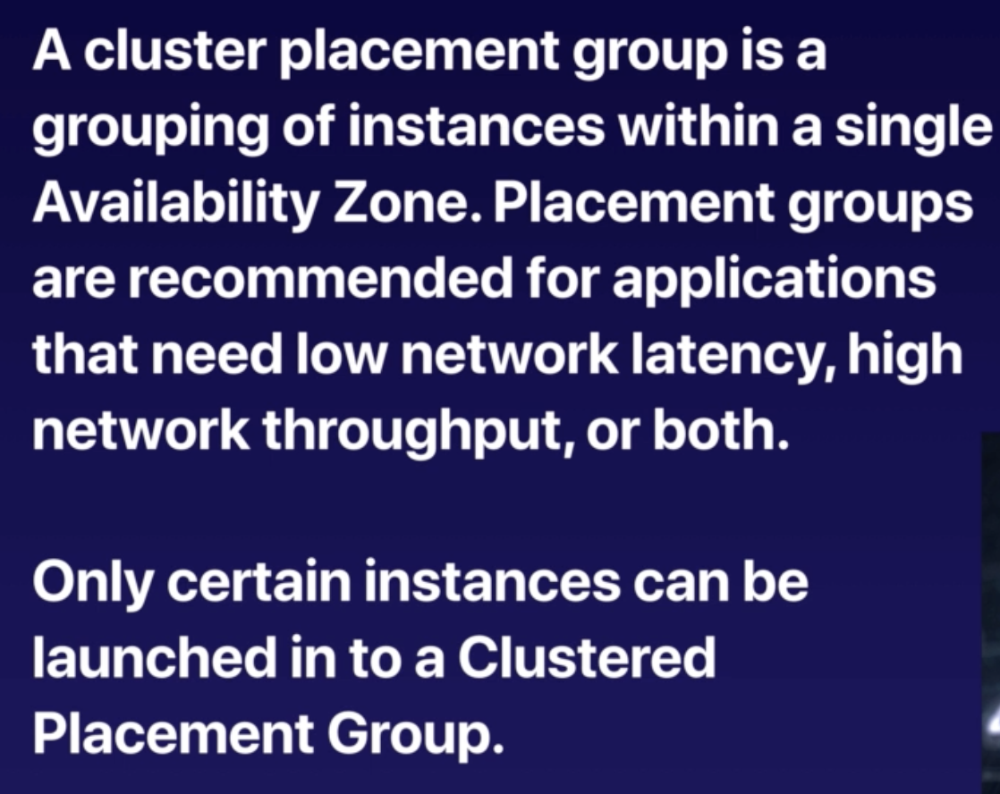 A cluster placement group is a
grouping of instances within a single
Availability Zone. Placement groups
are recommended for applications
that need low network latency, high
network throughput, or both.
Only certain instances can be
launched in to a Clustered
Placement Group.